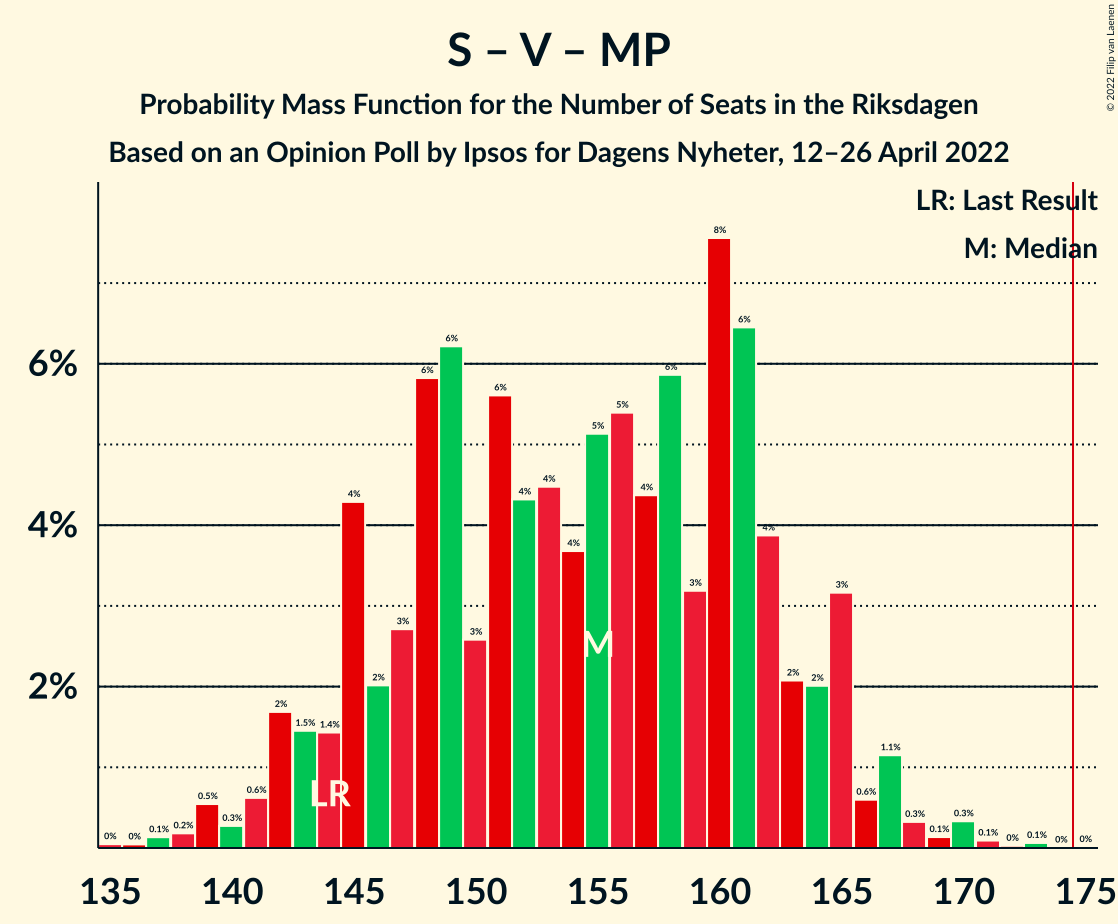 S – V – MP
Probability Mass Function for the Number of Seats in the Riksdagen
Based on an Opinion Poll by Ipsos for Dagens Nyheter, 12–26 April 2022
© 2022 Filip van Laenen
LR: Last Result
M: Median
6%
4%
2%
0% 0% 0.1% 0.2% 0.5% 0.3% 0.6% 2% 1.5% 1.4% 4% 2% 3% 6% 6% 3% 6% 4% 4% 4% 5% 5% 4% 6% 3% 8% 6% 4% 2% 2% 3% 0.6% 1.1% 0.3% 0.1% 0.3% 0.1% 0% 0.1% 0% 0%
M
LR
135 140 145 150 155 160 165 170 175